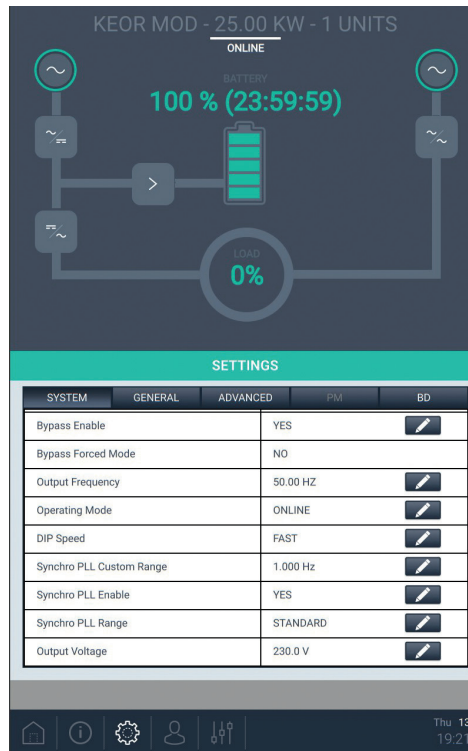 KEOR MOD - 25.00 KW - 1 UNITS
ONLINE
BATTERY
100 % (23:59:59)
LOAD
0%
SETTINGS
SYSTEM GENERAL ADVANCED PM BD
Bypass Enable YES
Bypass Forced Mode NO
Output Frequency 50.00 HZ
Operating Mode ONLINE
DIP Speed FAST
Synchro PLL Custom Range 1.000 Hz
Synchro PLL Enable YES
Synchro PLL Range STANDARD
Output Voltage 230.0 V
Thu 13
19:21